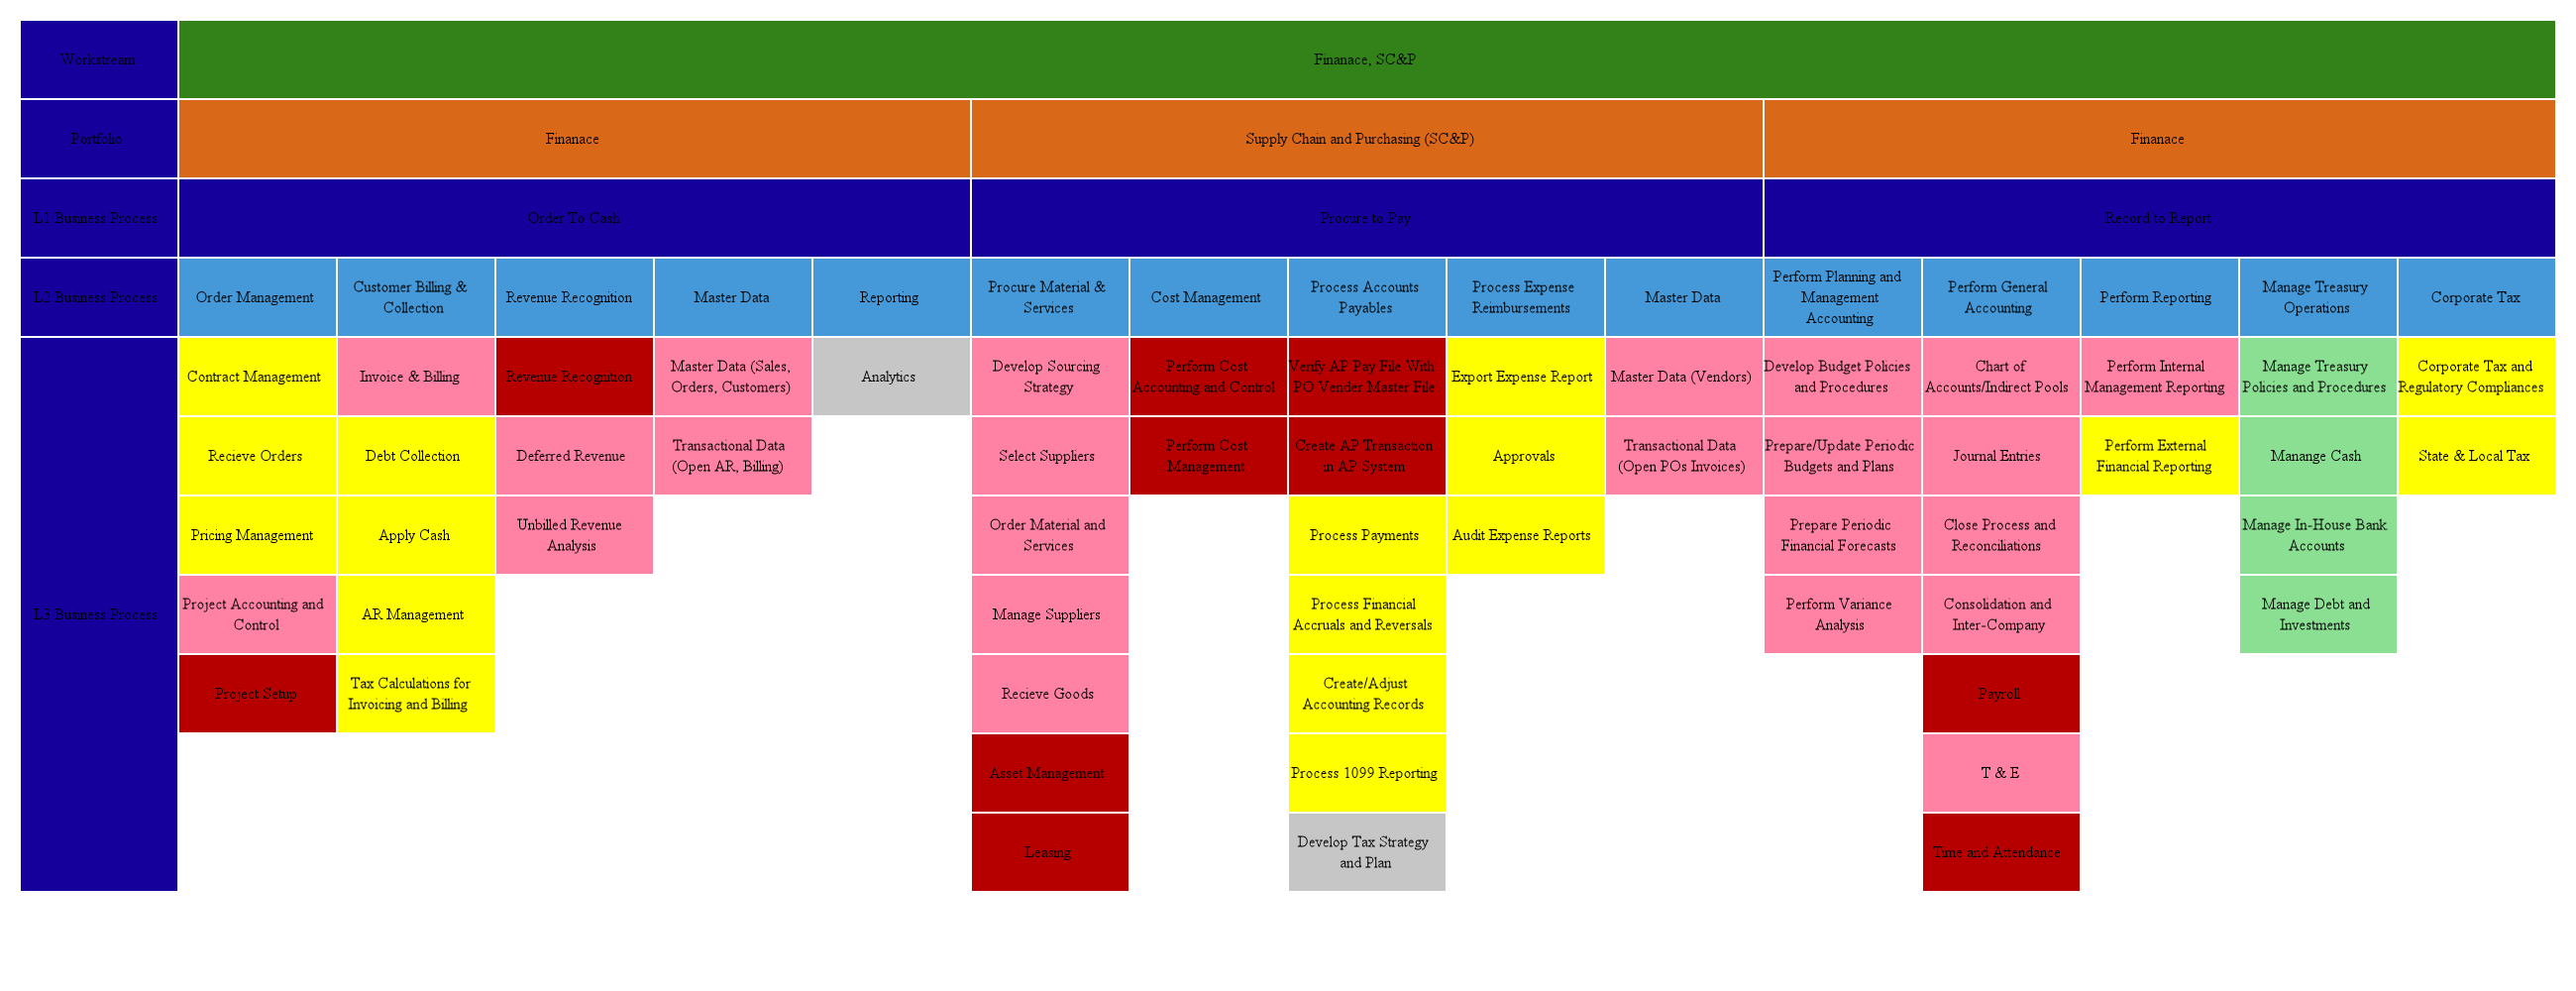 Workstream
Finanace, SC&P
Portfolio
Finanace
Supply Chain and Purchasing (SC&P)
Finanace
L1 Business Process
Order To Cash
Procure to Pay
Record to Report
L2 Business Process
Order Management
Customer Billing &
Collection
Revenue Recognition
Master Data
Reporting
Procure Material &
Services
Cost Management
Process Accounts
Payables
Process Expense
Reimbursements
Master Data
Perform Planning and
Management
Accounting
Perform General
Accounting
Perform Reporting
Manage Treasury
Operations
Corporate Tax
L3 Business Process
Contract Management
Invoice & Billing
Revenue Recognition
Master Data (Sales,
Orders, Customers)
Analytics
Develop Sourcing
Strategy
Perform Cost
Accounting and Control
Verify AP Pay File With
PO Vender Master File
Export Expense Report
Master Data (Vendors)
Develop Budget Policies
and Procedures
Chart of
Accounts/Indirect Pools
Perform Internal
Management Reporting
Manage Treasury
Policies and Procedures
Corporate Tax and
Regulatory Compliances
Recieve Orders
Debt Collection
Deferred Revenue
Transactional Data
(Open AR, Billing)
Select Suppliers
Perform Cost
Management
Create AP Transaction
in AP System
Approvals
Transactional Data
(Open POs Invoices)
Prepare/Update Periodic
Budgets and Plans
Journal Entries
Perform External
Financial Reporting
Manange Cash
State & Local Tax
Pricing Management
Apply Cash
Unbilled Revenue
Analysis
Order Material and
Services
Process Payments
Audit Expense Reports
Prepare Periodic
Financial Forecasts
Close Process and
Reconciliations
Manage In-House Bank
Accounts
Project Accounting and
Control
AR Management
Manage Suppliers
Process Financial
Accruals and Reversals
Perform Variance
Analysis
Consolidation and
Inter-Company
Manage Debt and
Investments
Project Setup
Tax Calculations for
Invoicing and Billing
Recieve Goods
Create/Adjust
Accounting Records
Payroll
Asset Management
Process 1099 Reporting
T & E
Leasing
Develop Tax Strategy
and Plan
Time and Attendance